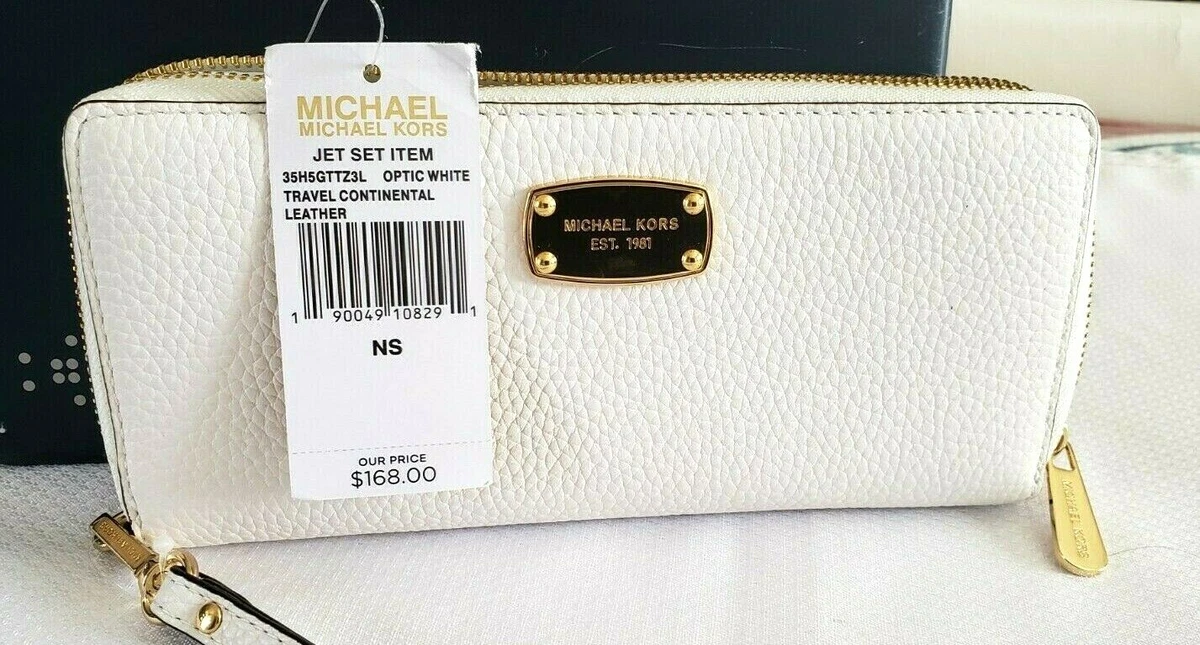 MICHAEL
MICHAEL KORS
JET SET ITEM
35H5GTTZ3L OPTIC WHITE
TRAVEL CONTINENTAL
LEATHER
1 90049 10829 1
NS
OUR PRICE
$168.00
MICHAEL KORS
EST. 1981
MICHAEL KORS